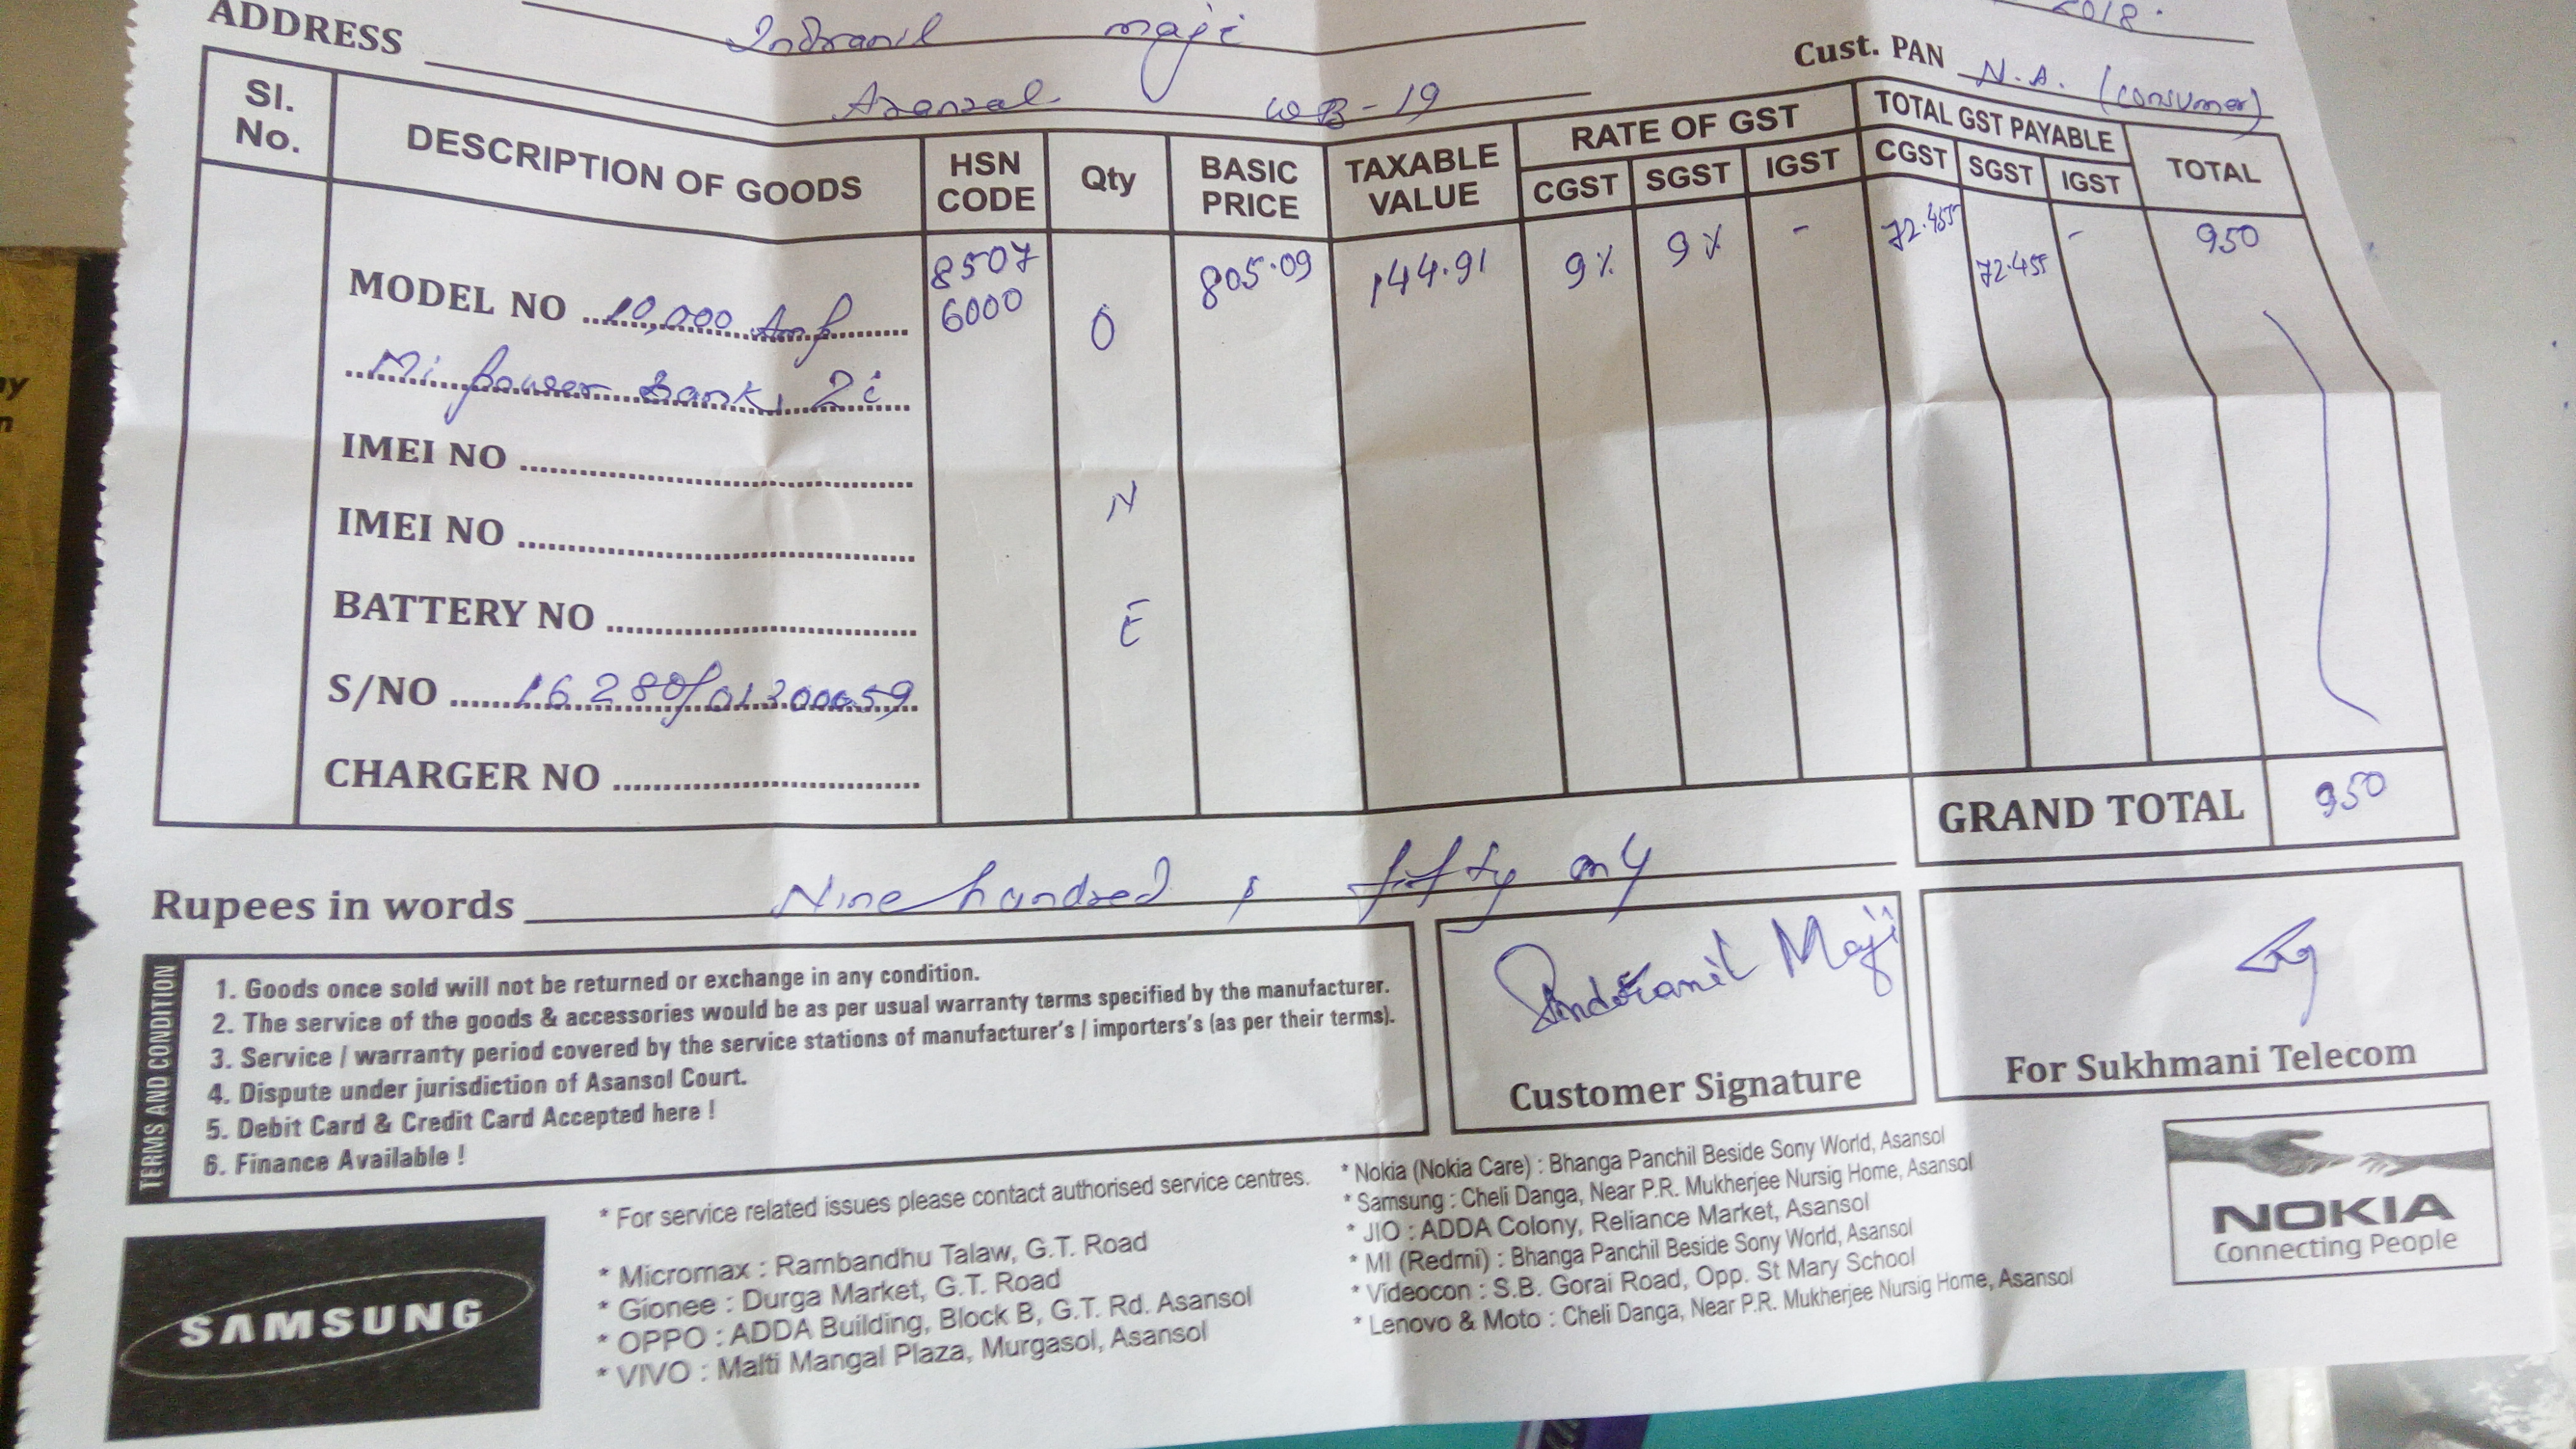 2018.
Indranil Maji
ADDRESS
Asansol WB-19
Cust. PAN N.A. (consumer)
Sl. No. DESCRIPTION OF GOODS HSN CODE Qty BASIC PRICE TAXABLE VALUE RATE OF GST TOTAL GST PAYABLE TOTAL
CGST SGST IGST CGST SGST IGST
MODEL NO 10,000 Amp 8507 6000 O 805.09 144.91 9% 9% - 72.455 72.455 - 950
Mi power bank, 2i
IMEI NO
N
IMEI NO
BATTERY NO E
S/NO 16280/01300059
CHARGER NO
GRAND TOTAL 950
Rupees in words Nine hundred & fifty only
TERMS AND CONDITION
1. Goods once sold will not be returned or exchange in any condition.
2. The service of the goods & accessories would be as per usual warranty terms specified by the manufacturer.
3. Service / warranty period covered by the service stations of manufacturer's / importers's (as per their terms).
4. Dispute under jurisdiction of Asansol Court.
5. Debit Card & Credit Card Accepted here !
6. Finance Available !
Indranil Maji
Customer Signature
For Sukhmani Telecom
* For service related issues please contact authorised service centres.
* Micromax : Rambandhu Talaw, G.T. Road
* Gionee : Durga Market, G.T. Road
* OPPO : ADDA Building, Block B, G.T. Rd. Asansol
* VIVO : Malti Mangal Plaza, Murgasol, Asansol
* Nokia (Nokia Care) : Bhanga Panchil Beside Sony World, Asansol
* Samsung : Cheli Danga, Near P.R. Mukherjee Nursig Home, Asansol
* JIO : ADDA Colony, Reliance Market, Asansol
* MI (Redmi) : Bhanga Panchil Beside Sony World, Asansol
* Videocon : S.B. Gorai Road, Opp. St Mary School
* Lenovo & Moto : Cheli Danga, Near P.R. Mukherjee Nursig Home, Asansol
SAMSUNG
NOKIA
Connecting People